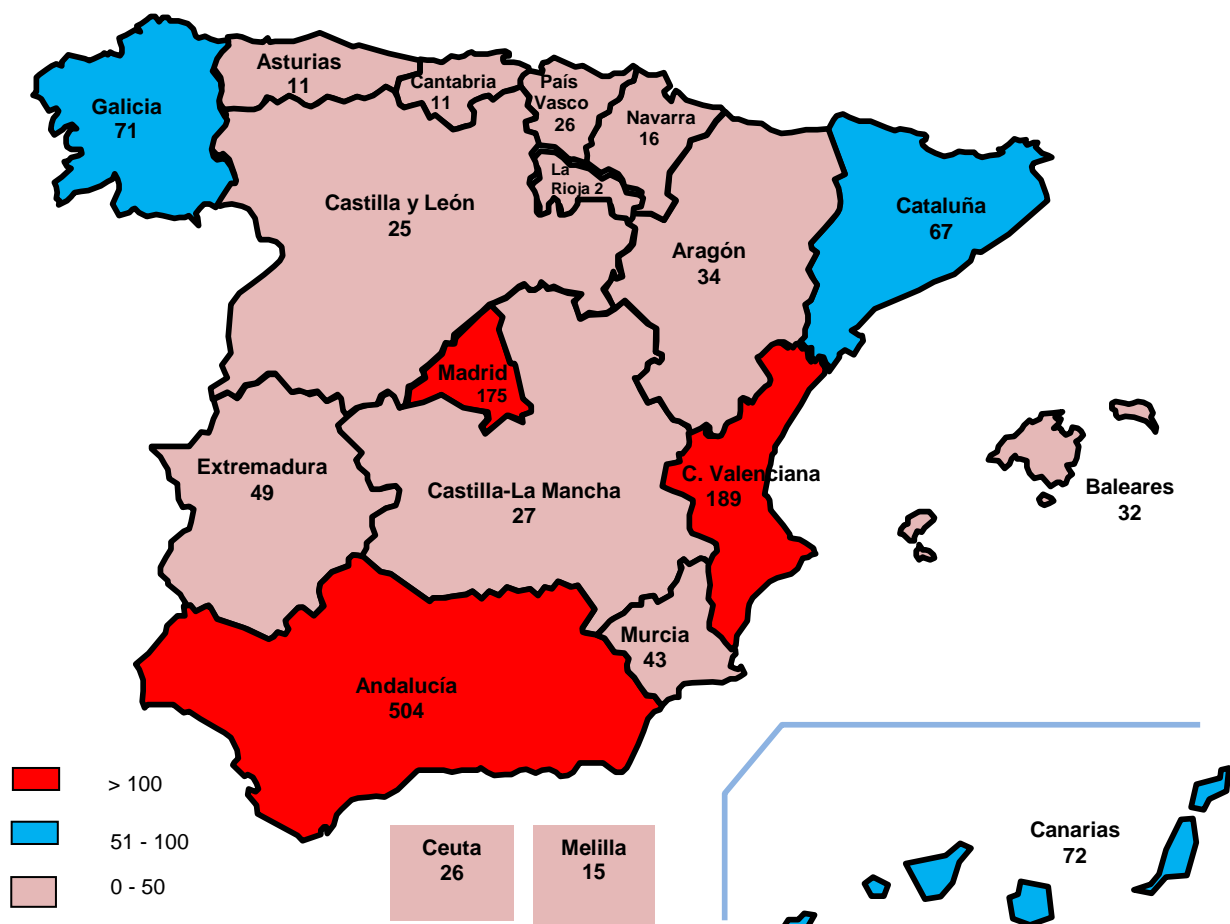 Asturias
11
Cantabria
11
País
Vasco
26
Navarra
16
Galicia
71
La
Rioja 2
Castilla y León
25
Aragón
34
Cataluña
67
Madrid
175
Extremadura
49
Castilla-La Mancha
27
C. Valenciana
189
Baleares
32
Murcia
43
Andalucía
504
> 100
51 - 100
0 - 50
Ceuta
26
Melilla
15
Canarias
72